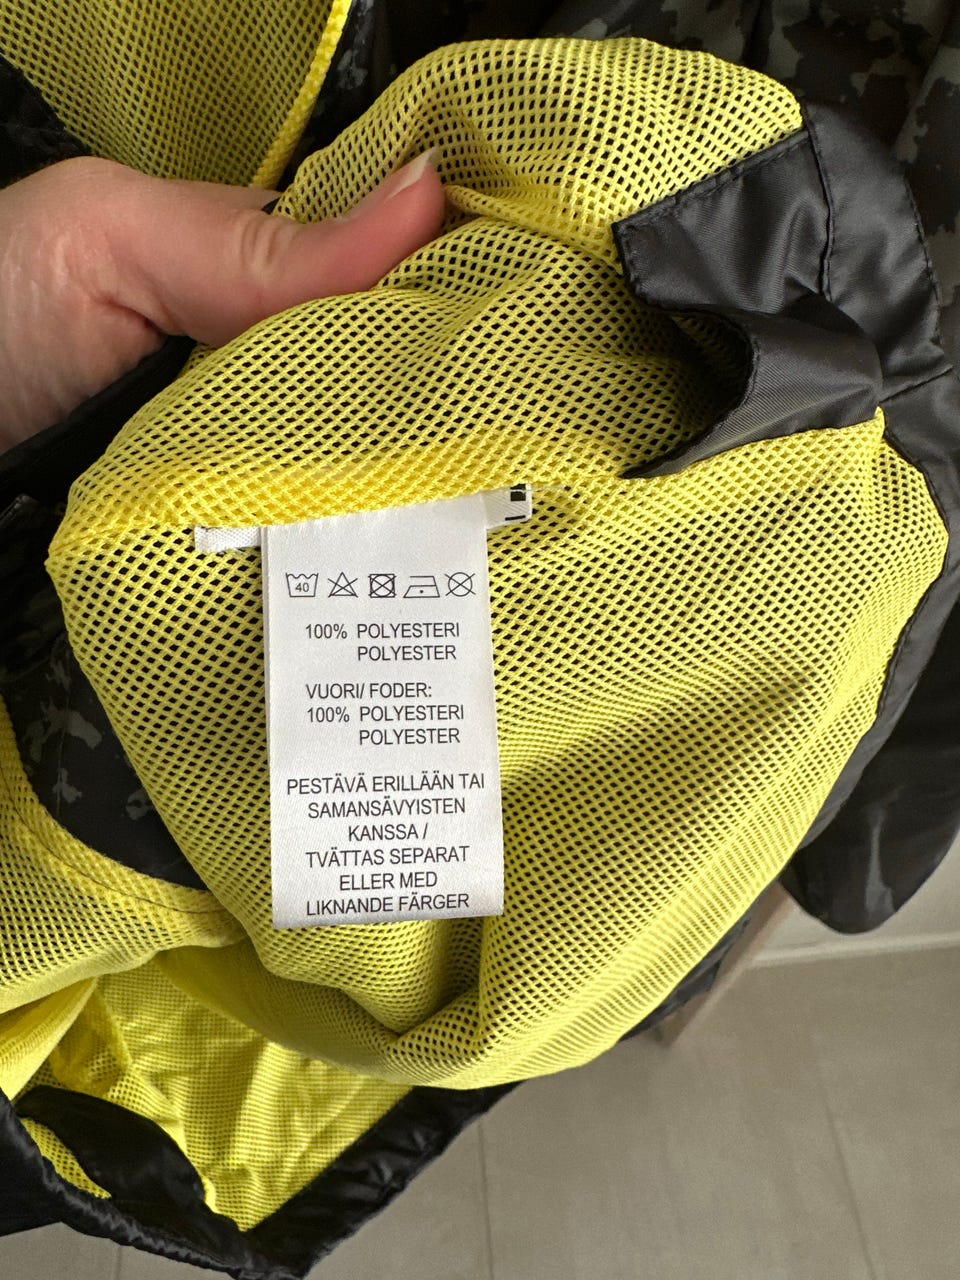 40
100% POLYESTERI
POLYESTER
VUORI/ FODER:
100% POLYESTERI
POLYESTER
PESTÄVÄ ERILLÄÄN TAI
SAMANSÄVYISTEN
KANSSA /
TVÄTTAS SEPARAT
ELLER MED
LIKNANDE FÄRGER